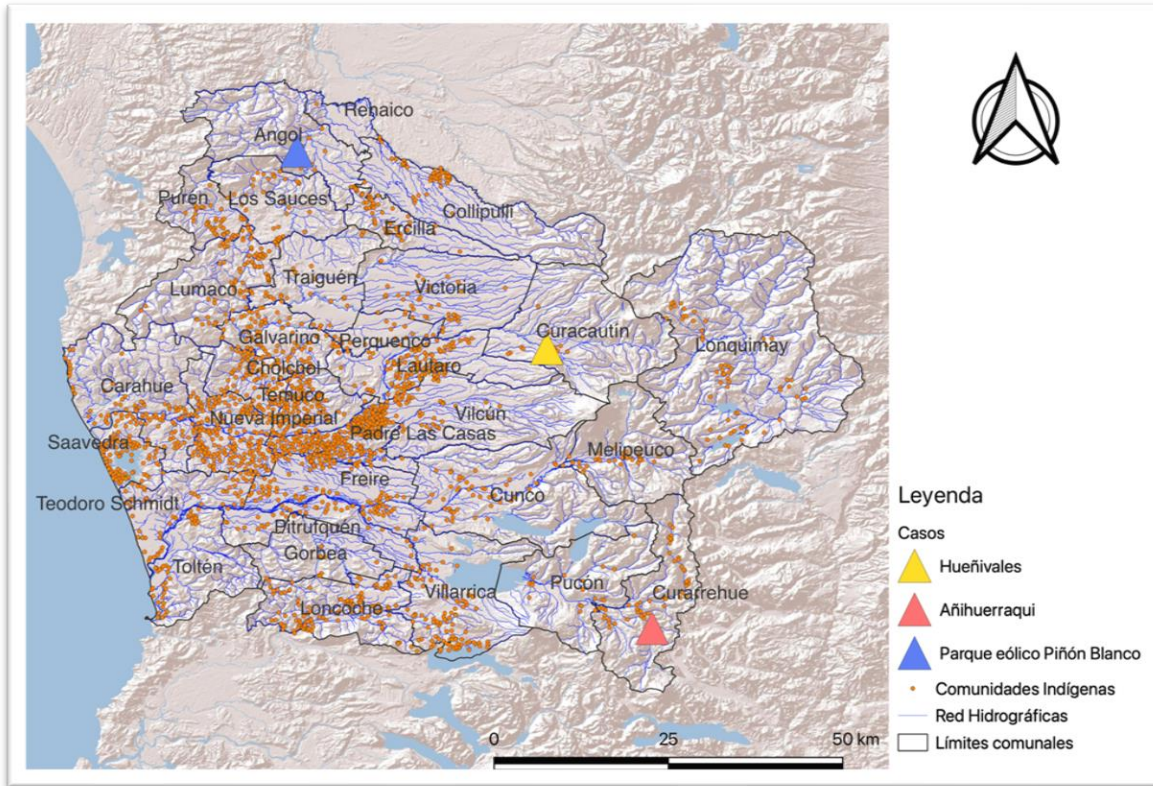 Renaico
Angol
Purén
Los Sauces
Collipulli
Ercilla
Lumaco
Traiguén
Victoria
Curacautín
Galvarino
Perquenco
Lonquimay
Cholchol
Lautaro
Carahue
Temuco
Nueva Imperial
Vilcún
Padre Las Casas
Saavedra
Melipeuco
Freire
Cunco
Teodoro Schmidt
Pitrufquén
Gorbea
Toltén
Villarrica
Pucón
Curarrehue
Loncoche
0
25
50 km
Leyenda
Casos
Hueñivales
Añihuerraqui
Parque eólico Piñón Blanco
Comunidades Indígenas
Red Hidrográficas
Límites comunales